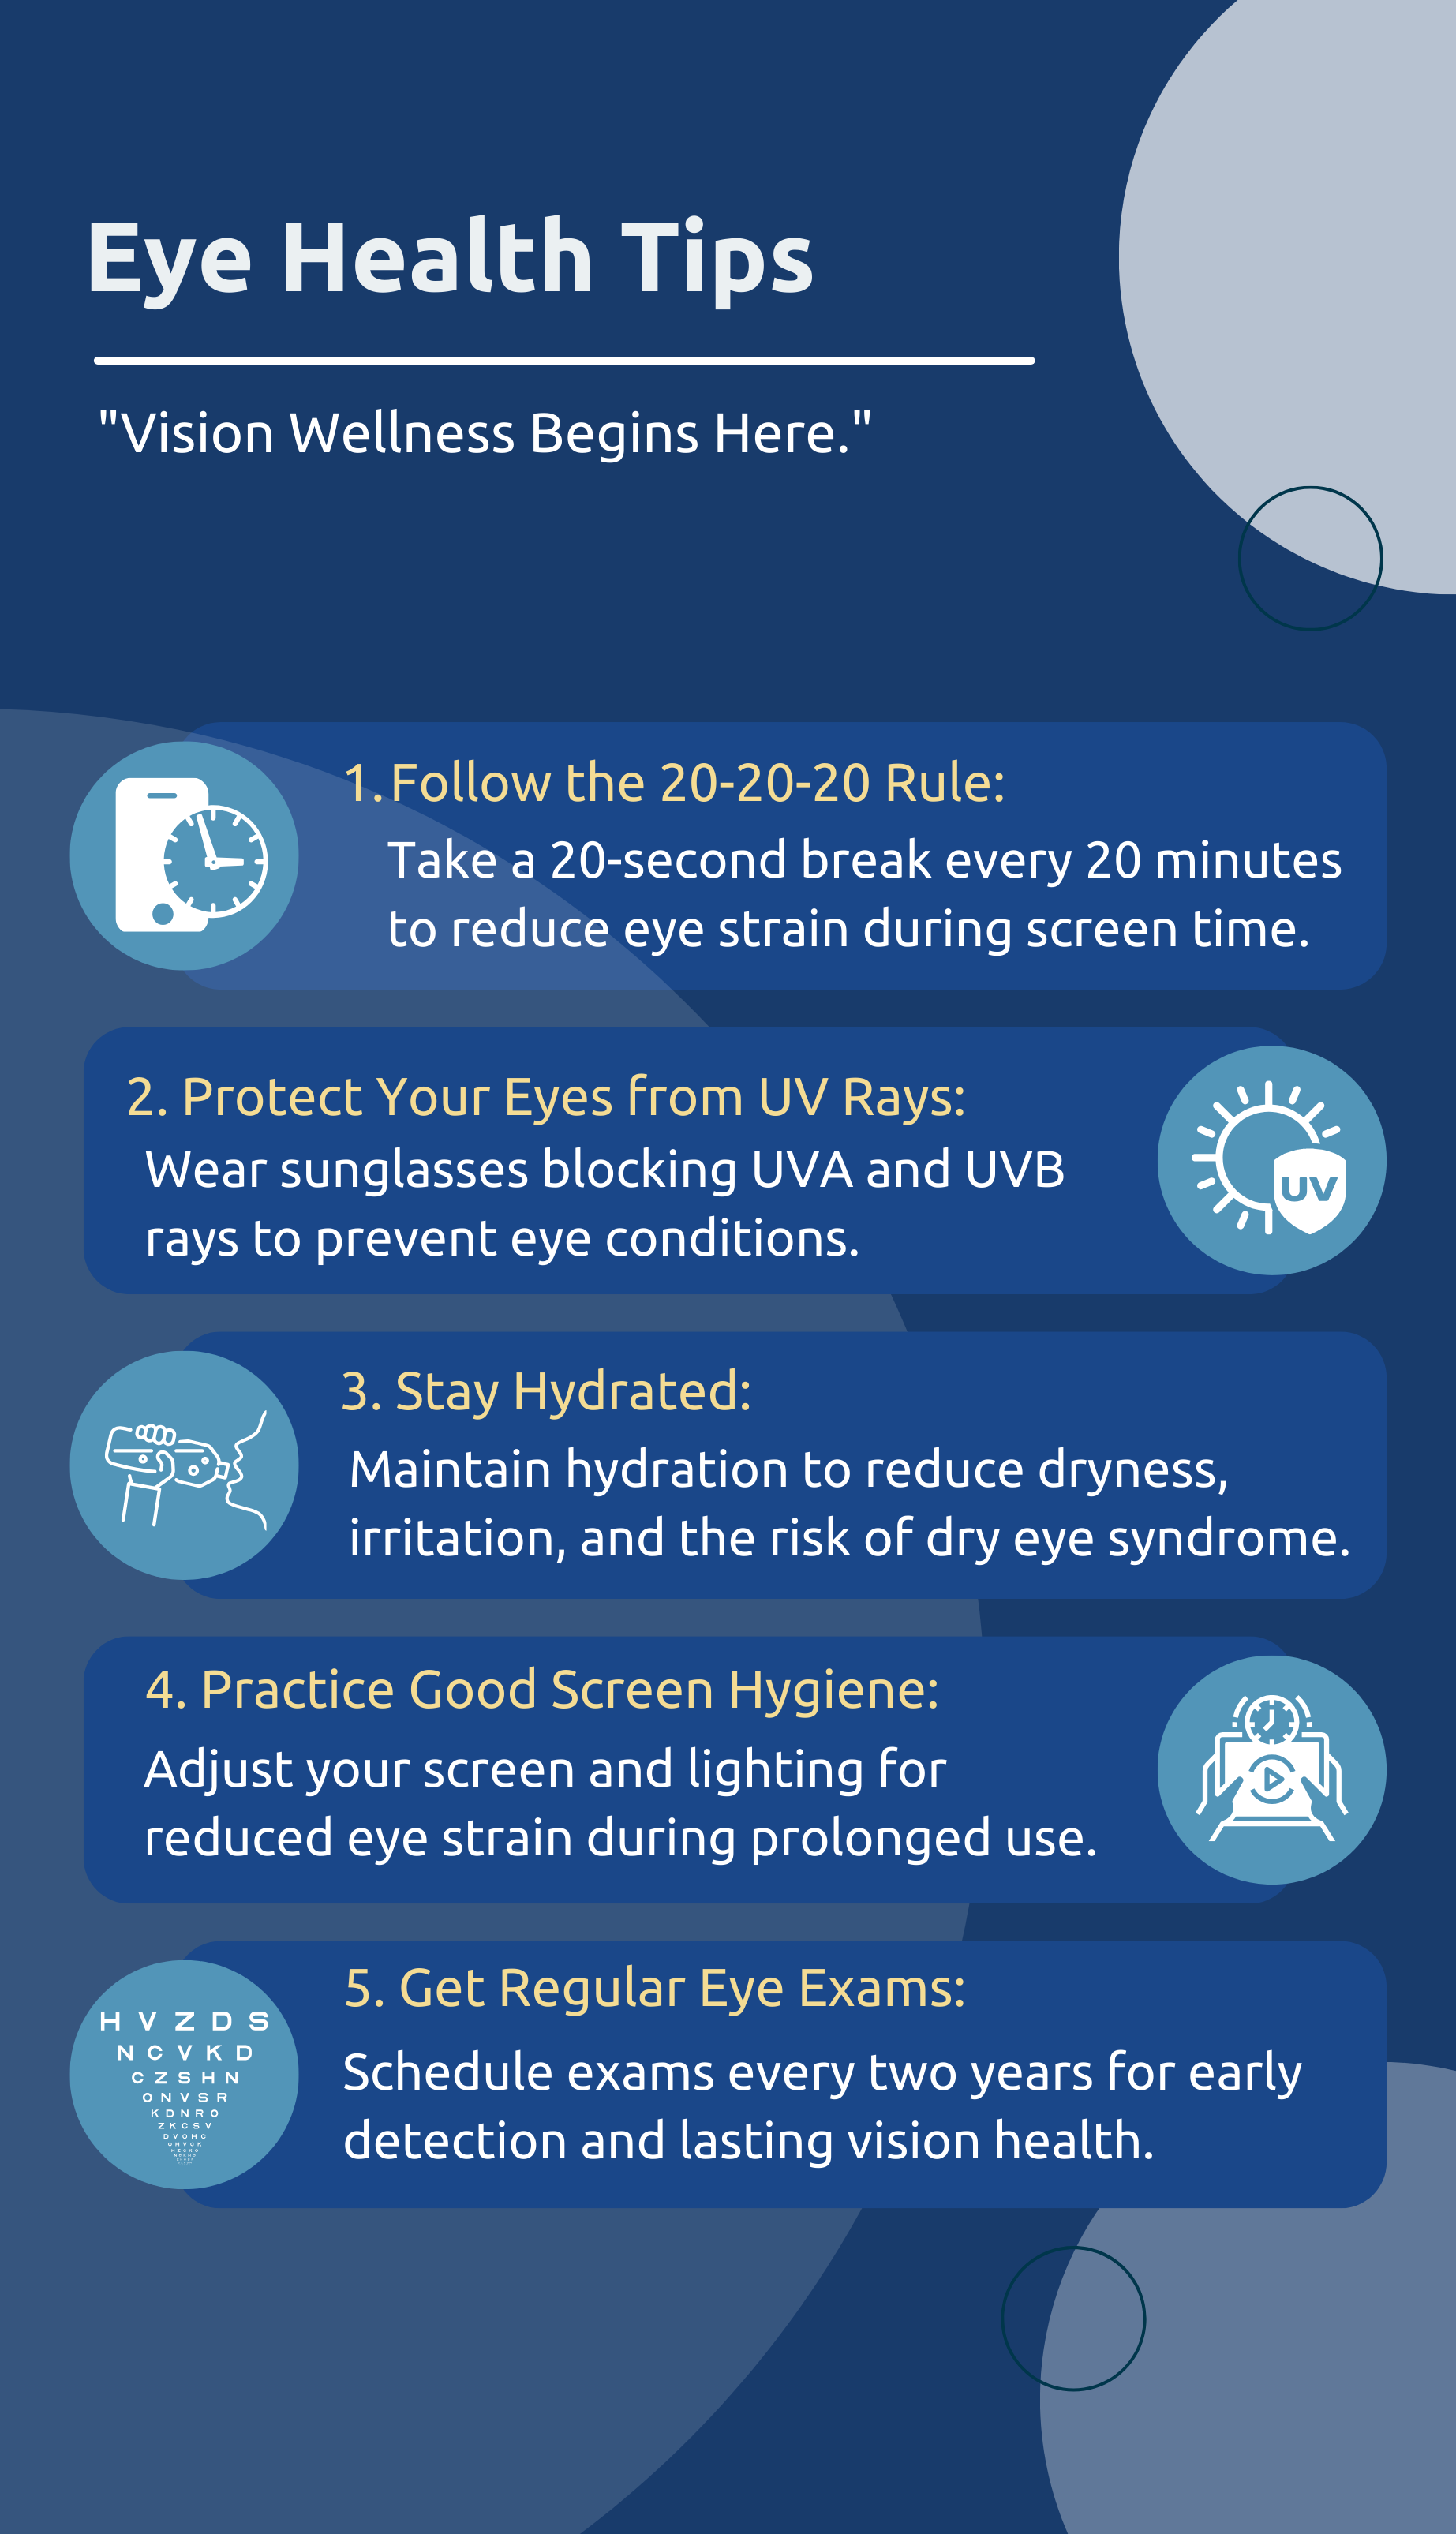 Eye Health Tips
"Vision Wellness Begins Here."
1. Follow the 20-20-20 Rule:
Take a 20-second break every 20 minutes
to reduce eye strain during screen time.
2. Protect Your Eyes from UV Rays:
Wear sunglasses blocking UVA and UVB
rays to prevent eye conditions.
UV
3. Stay Hydrated:
Maintain hydration to reduce dryness,
irritation, and the risk of dry eye syndrome.
4. Practice Good Screen Hygiene:
Adjust your screen and lighting for
reduced eye strain during prolonged use.
H V Z D S
N C V K D
C Z S H N
O N V S R
K D N R O
Z K C S V
D V O H C
O H V C K
5. Get Regular Eye Exams:
Schedule exams every two years for early
detection and lasting vision health.